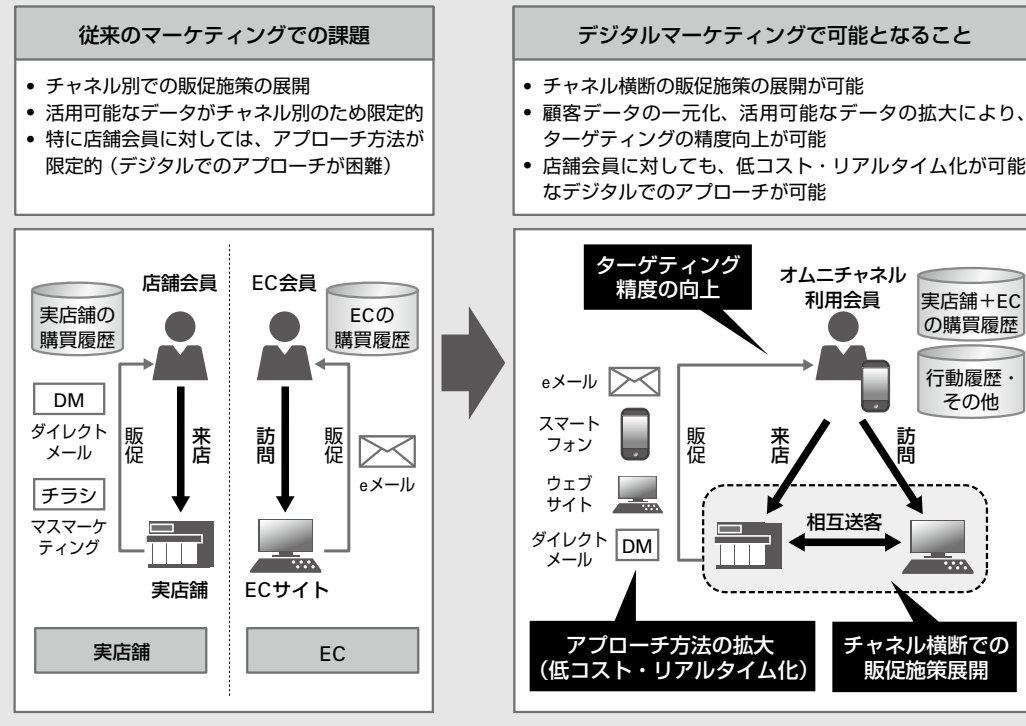 従来のマーケティングでの課題
• チャネル別での販促施策の展開
• 活用可能なデータがチャネル別のため限定的
• 特に店舗会員に対しては、アプローチ方法が
限定的（デジタルでのアプローチが困難）
店舗会員
EC会員
実店舗の
購買履歴
ECの
購買履歴
DM
ダイレクト
メール
チラシ
マスマーケ
ティング
販促
来店
訪問
販促
eメール
実店舗
ECサイト
実店舗
EC
デジタルマーケティングで可能となること
• チャネル横断の販促施策の展開が可能
• 顧客データの一元化、活用可能なデータの拡大により、
ターゲティングの精度向上が可能
• 店舗会員に対しても、低コスト・リアルタイム化が可能
なデジタルでのアプローチが可能
ターゲティング
精度の向上
オムニチャネル
利用会員
実店舗＋EC
の購買履歴
行動履歴・
その他
eメール
スマート
フォン
ウェブ
サイト
ダイレクト
メール
DM
販促
来店
訪問
相互送客
アプローチ方法の拡大
（低コスト・リアルタイム化）
チャネル横断での
販促施策展開